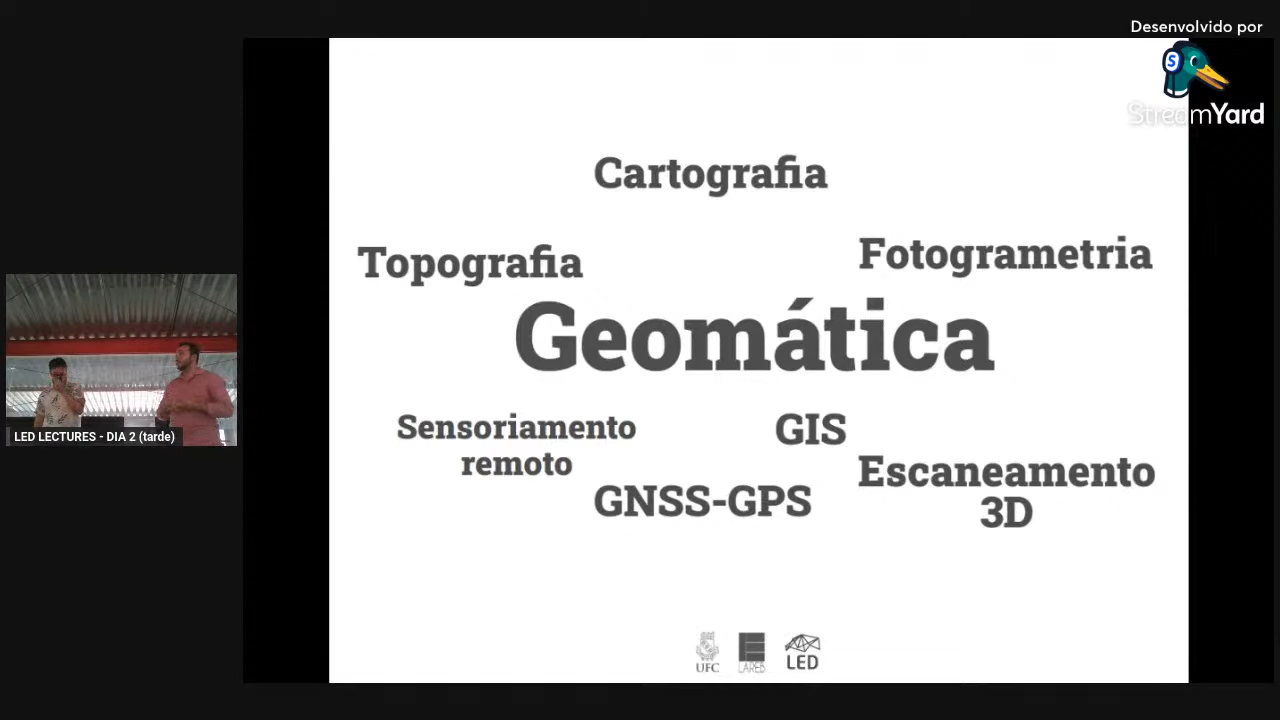 Desenvolvido por
StreamYard
Cartografia
Topografia
Fotogrametria
Geomática
Sensoriamento
remoto
GIS
GNSS-GPS
Escaneamento
3D
LED LECTURES - DIA 2 (tarde)
UFC
LAREB
LED